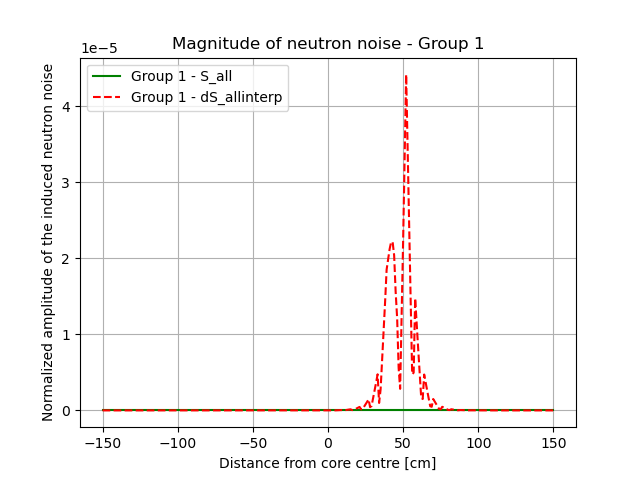 Magnitude of neutron noise - Group 1
1e−5
Group 1 - S_all
Group 1 - dS_allinterp
Normalized amplitude of the induced neutron noise
4
3
2
1
0
−150
−100
−50
0
50
100
150
Distance from core centre [cm]